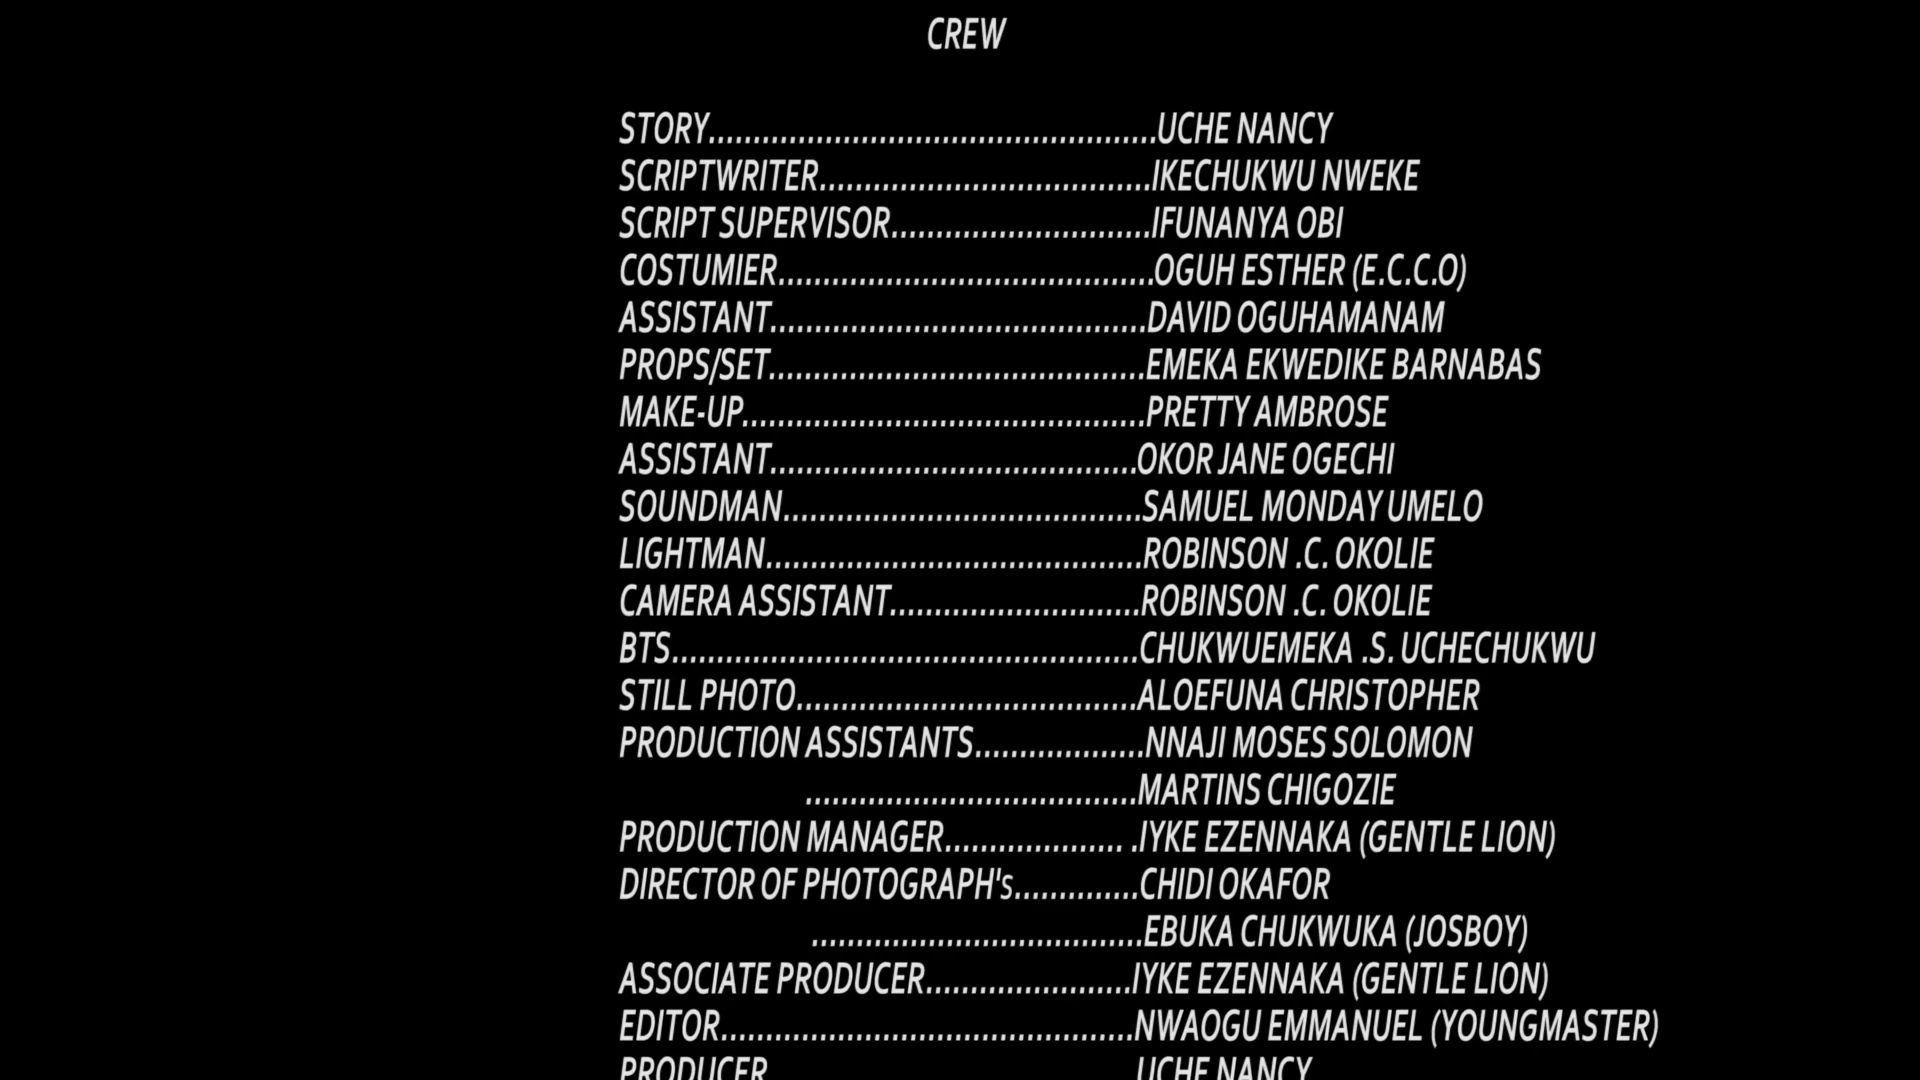 CREW
STORY.................................................UCHE NANCY
SCRIPTWRITER....................................IKECHUKWU NWEKE
SCRIPT SUPERVISOR............................IFUNANYA OBI
COSTUMIER.........................................OGUH ESTHER (E.C.C.O)
ASSISTANT.........................................DAVID OGUHAMANAM
PROPS/SET.........................................EMEKA EKWEDIKE BARNABAS
MAKE-UP............................................PRETTY AMBROSE
ASSISTANT........................................OKOR JANE OGECHI
SOUNDMAN.......................................SAMUEL MONDAY UMELO
LIGHTMAN.........................................ROBINSON .C. OKOLIE
CAMERA ASSISTANT...........................ROBINSON .C. OKOLIE
BTS...................................................CHUKWUEMEKA .S. UCHECHUKWU
STILL PHOTO.....................................ALOEFUNA CHRISTOPHER
PRODUCTION ASSISTANTS..................NNAJI MOSES SOLOMON
....................................MARTINS CHIGOZIE
PRODUCTION MANAGER................... .IYKE EZENNAKA (GENTLE LION)
DIRECTOR OF PHOTOGRAPH's.............CHIDI OKAFOR
....................................EBUKA CHUKWUKA (JOSBOY)
ASSOCIATE PRODUCER......................IYKE EZENNAKA (GENTLE LION)
EDITOR.............................................NWAOGU EMMANUEL (YOUNGMASTER)
PRODUCER UCHE NANCY